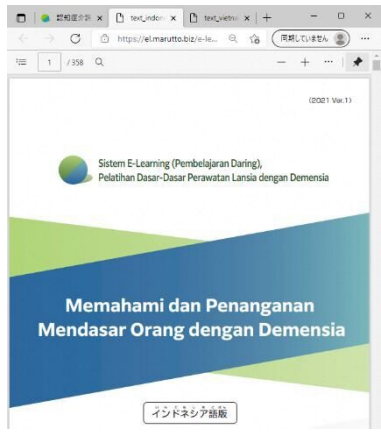 認知症介護
text_indon
text_vietn
https://el.marutto.biz/e-le...
同期していません
1 / 358
(2021 Ver.1)
Sistem E-Learning (Pembelajaran Daring),
Pelatihan Dasar-Dasar Perawatan Lansia dengan Demensia
Memahami dan Penanganan
Mendasar Orang dengan Demensia
インドネシア語版